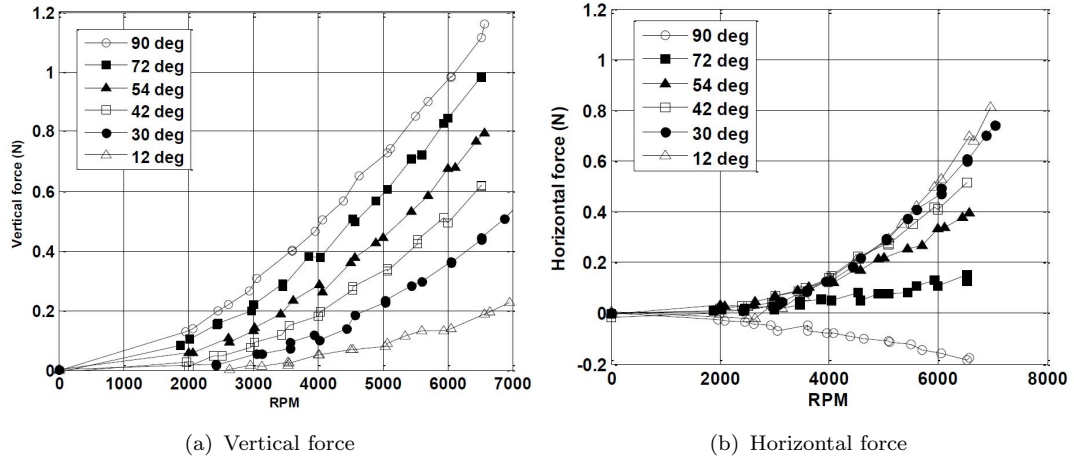 1.2
1
0.8
0.6
0.4
0.2
0
Vertical force (N)
90 deg
72 deg
54 deg
42 deg
30 deg
12 deg
0 1000 2000 3000 4000 5000 6000 7000
RPM
(a) Vertical force
1.2
1
0.8
0.6
0.4
0.2
0
-0.2
Horizontal force (N)
90 deg
72 deg
54 deg
42 deg
30 deg
12 deg
0 2000 4000 6000 8000
RPM
(b) Horizontal force